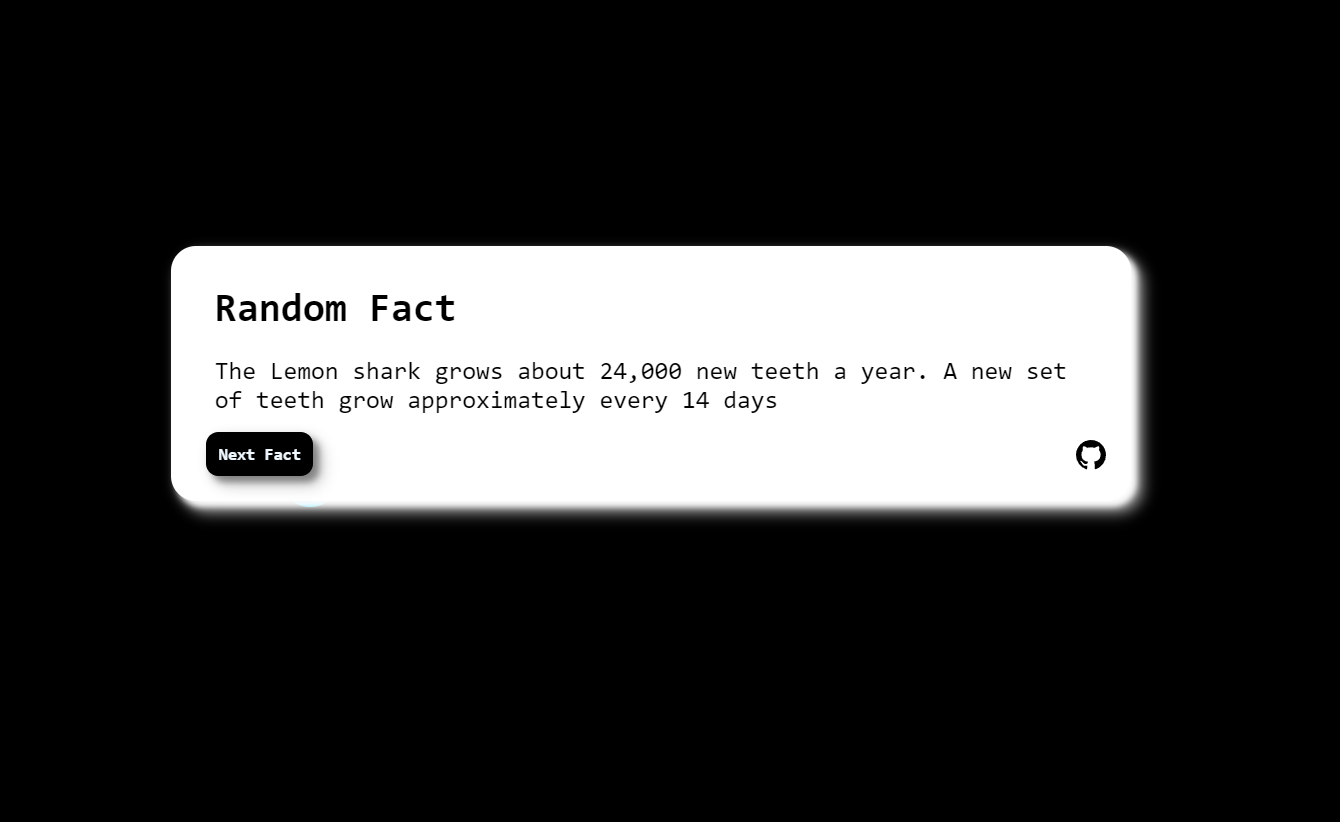 Random Fact
The Lemon shark grows about 24,000 new teeth a year. A new set
of teeth grow approximately every 14 days
Next Fact